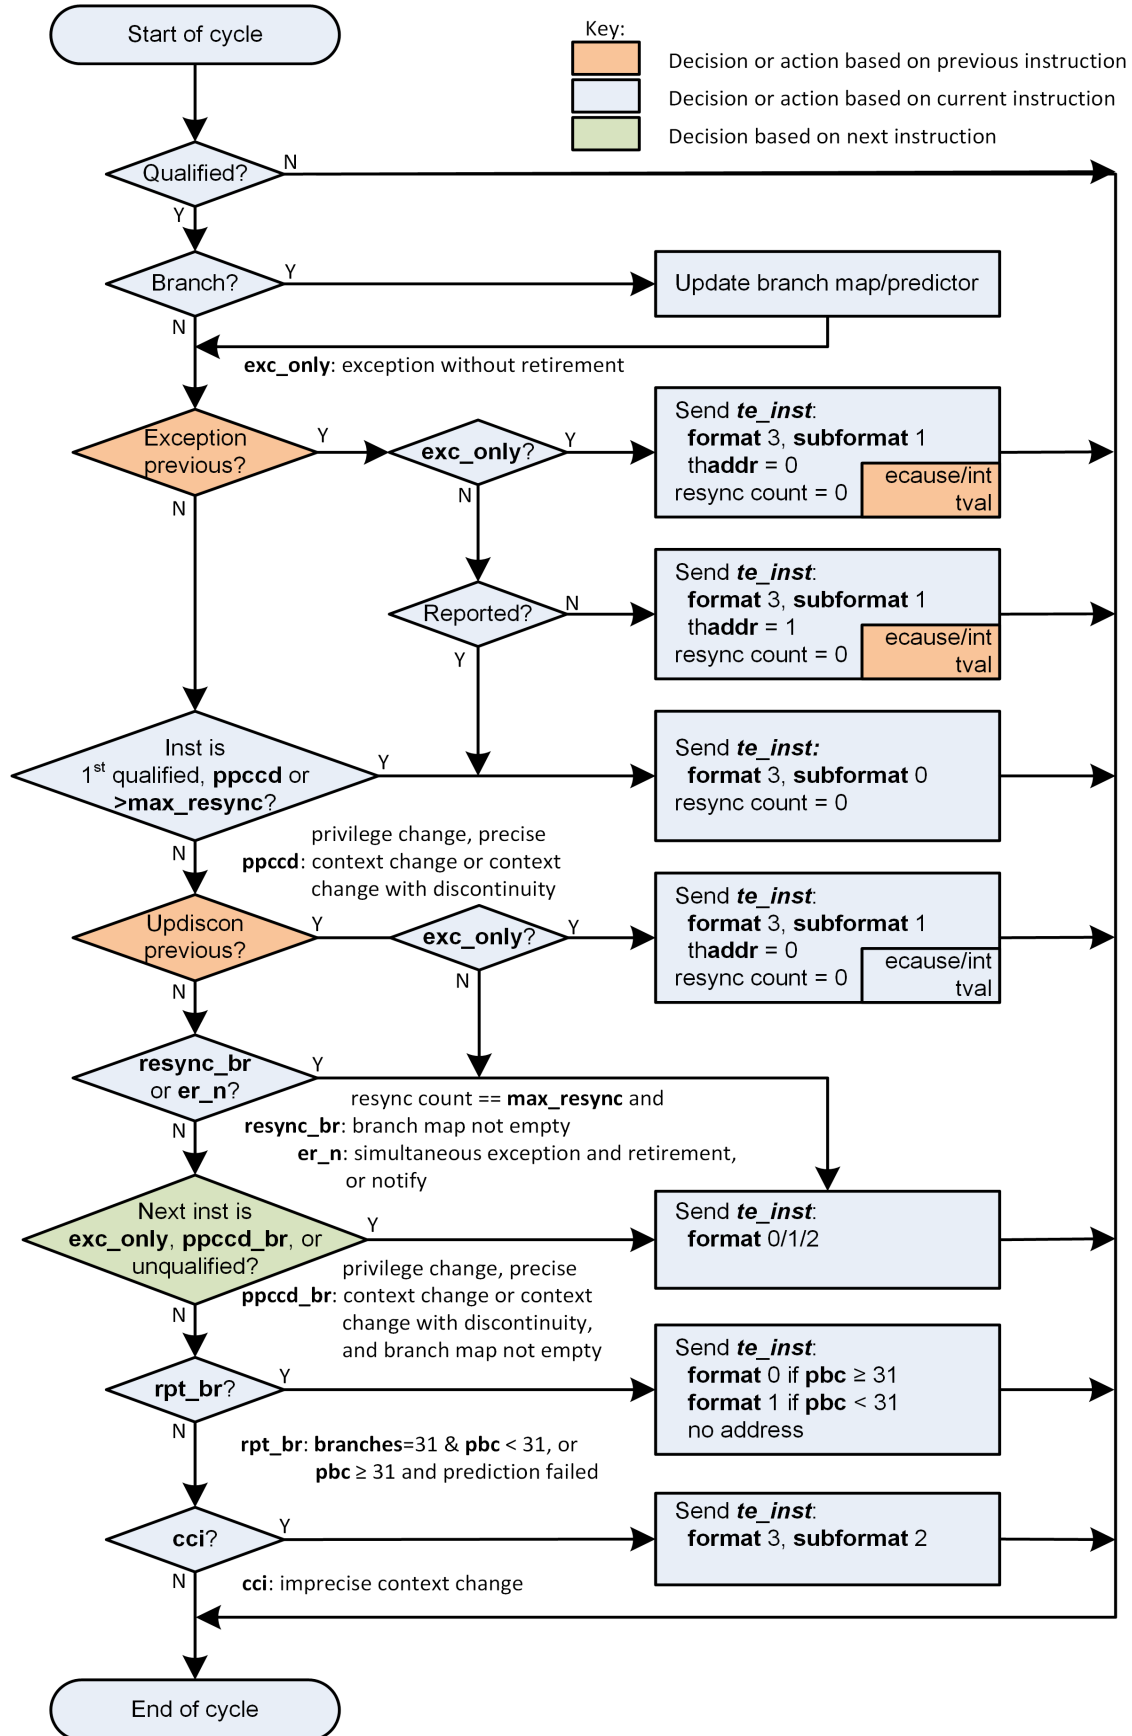 Start of cycle
Key:
Decision or action based on previous instruction
Decision or action based on current instruction
Decision based on next instruction
Qualified?
N
Y
Branch?
Y
Update branch map/predictor
N
exc_only: exception without retirement
Exception
previous?
Y
exc_only?
Y
Send te_inst:
format 3, subformat 1
thaddr = 0
resync count = 0
ecause/int
tval
N
N
Reported?
N
Send te_inst:
format 3, subformat 1
thaddr = 1
resync count = 0
ecause/int
tval
Y
Inst is
1st qualified, ppccd or
>max_resync?
Y
Send te_inst:
format 3, subformat 0
resync count = 0
N
privilege change, precise
ppccd: context change or context
change with discontinuity
Updiscon
previous?
Y
exc_only?
Y
Send te_inst:
format 3, subformat 1
thaddr = 0
resync count = 0
ecause/int
tval
N
N
resync_br
or er_n?
Y
resync count == max_resync and
resync_br: branch map not empty
er_n: simultaneous exception and retirement,
or notify
N
Next inst is
exc_only, ppccd_br, or
unqualified?
Y
Send te_inst:
format 0/1/2
privilege change, precise
ppccd_br: context change or context
change with discontinuity,
and branch map not empty
N
rpt_br?
Y
Send te_inst:
format 0 if pbc ≥ 31
format 1 if pbc < 31
no address
N
rpt_br: branches=31 & pbc < 31, or
pbc ≥ 31 and prediction failed
cci?
Y
Send te_inst:
format 3, subformat 2
N
cci: imprecise context change
End of cycle